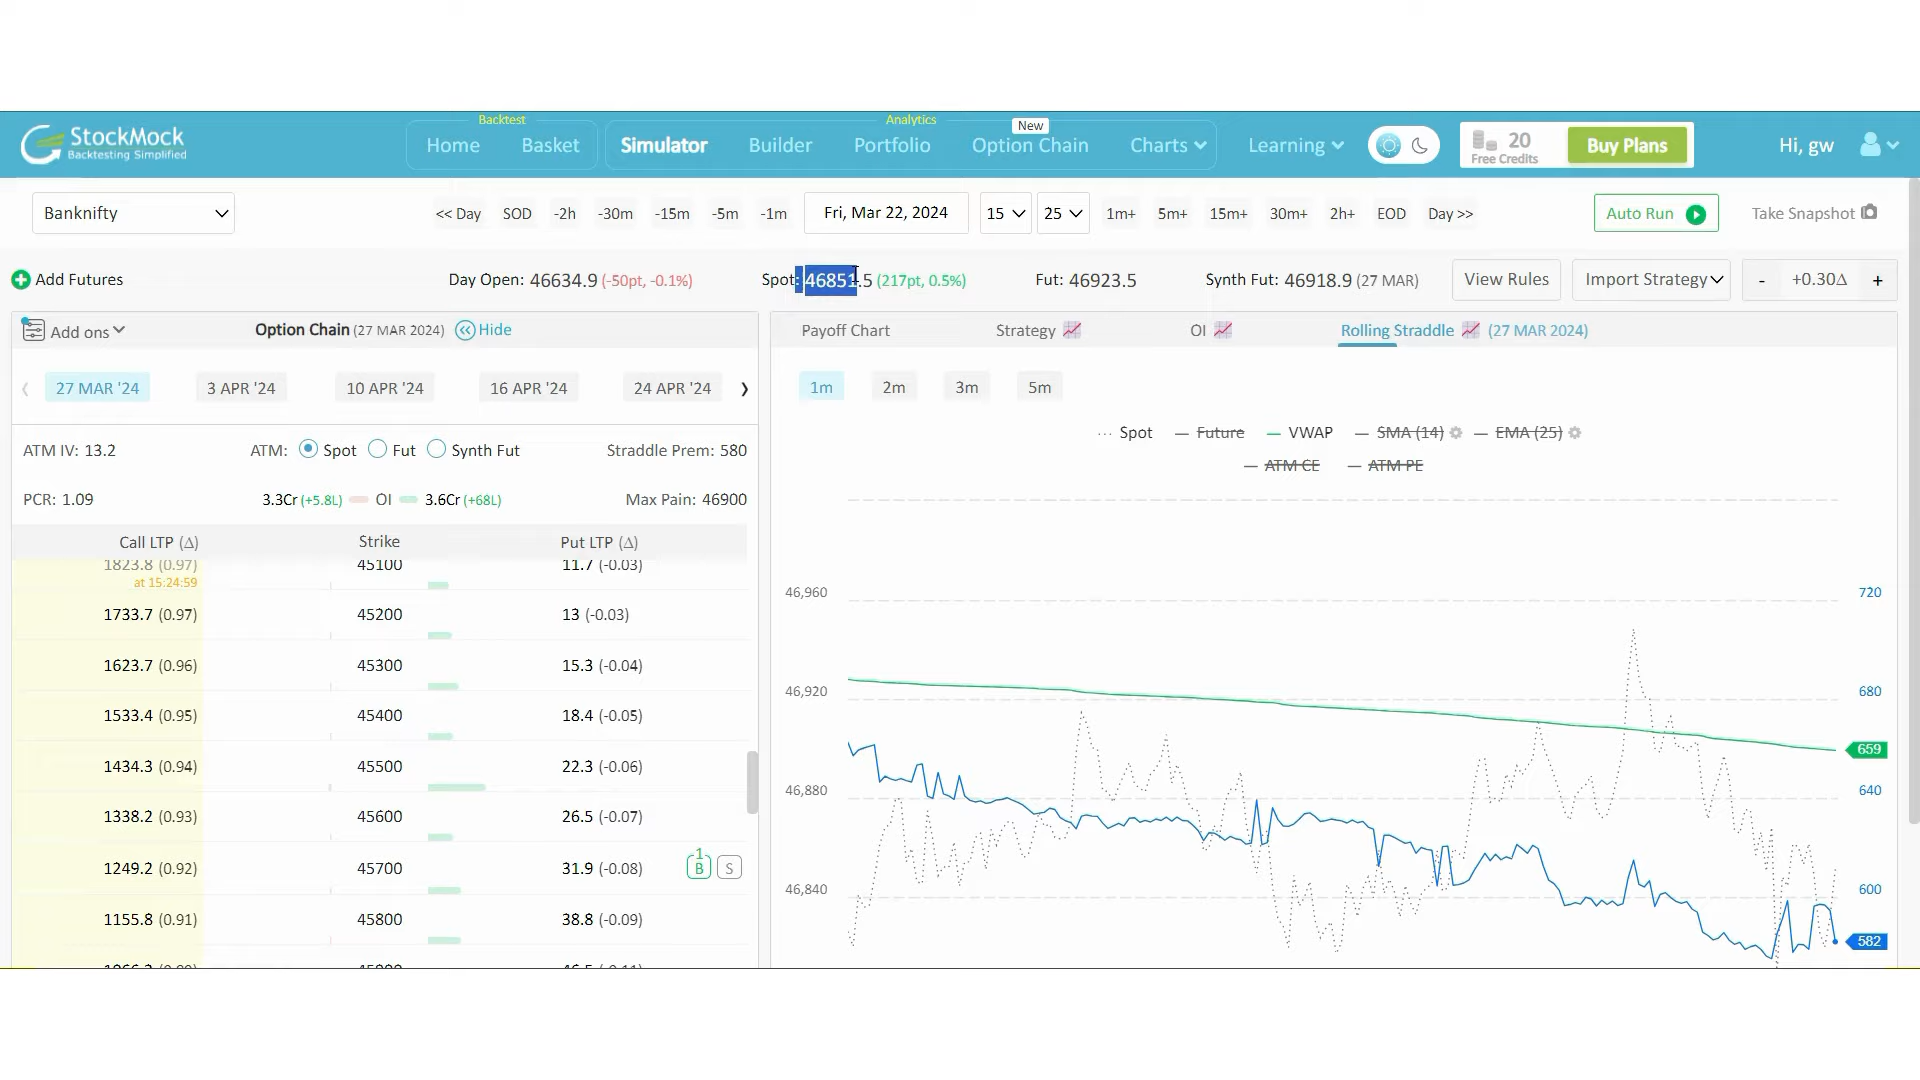 StockMock
Backtesting Simplified
Backtest
Home Basket
Simulator Builder Portfolio Option Chain Charts
Analytics
New
Learning
20
Free Credits
Buy Plans
Hi, gw
Banknifty
<< Day SOD -2h -30m -15m -5m -1m Fri, Mar 22, 2024 15 25 1m+ 5m+ 15m+ 30m+ 2h+ EOD Day >>
Auto Run
Take Snapshot
Add Futures
Day Open: 46634.9 (-50pt, -0.1%)
Spot: 46851.5 (217pt, 0.5%)
Fut: 46923.5
Synth Fut: 46918.9 (27 MAR)
View Rules
Import Strategy
- +0.30Δ +
Add ons
Option Chain (27 MAR 2024)
Hide
27 MAR '24 3 APR '24 10 APR '24 16 APR '24 24 APR '24
ATM IV: 13.2 ATM: Spot Fut Synth Fut Straddle Prem: 580
PCR: 1.09 3.3Cr (+5.8L) OI 3.6Cr (+68L) Max Pain: 46900
Call LTP (Δ) Strike Put LTP (Δ)
1823.8 (0.97) 45100 11.7 (-0.03)
at 15:24:59
1733.7 (0.97) 45200 13 (-0.03)
1623.7 (0.96) 45300 15.3 (-0.04)
1533.4 (0.95) 45400 18.4 (-0.05)
1434.3 (0.94) 45500 22.3 (-0.06)
1338.2 (0.93) 45600 26.5 (-0.07)
1249.2 (0.92) 45700 31.9 (-0.08) 1 B S
1155.8 (0.91) 45800 38.8 (-0.09)
Payoff Chart Strategy OI Rolling Straddle (27 MAR 2024)
1m 2m 3m 5m
Spot Future VWAP SMA (14) EMA (25)
ATM CE ATM PE
46,960 720
46,920 680
659
46,880 640
46,840 600
582